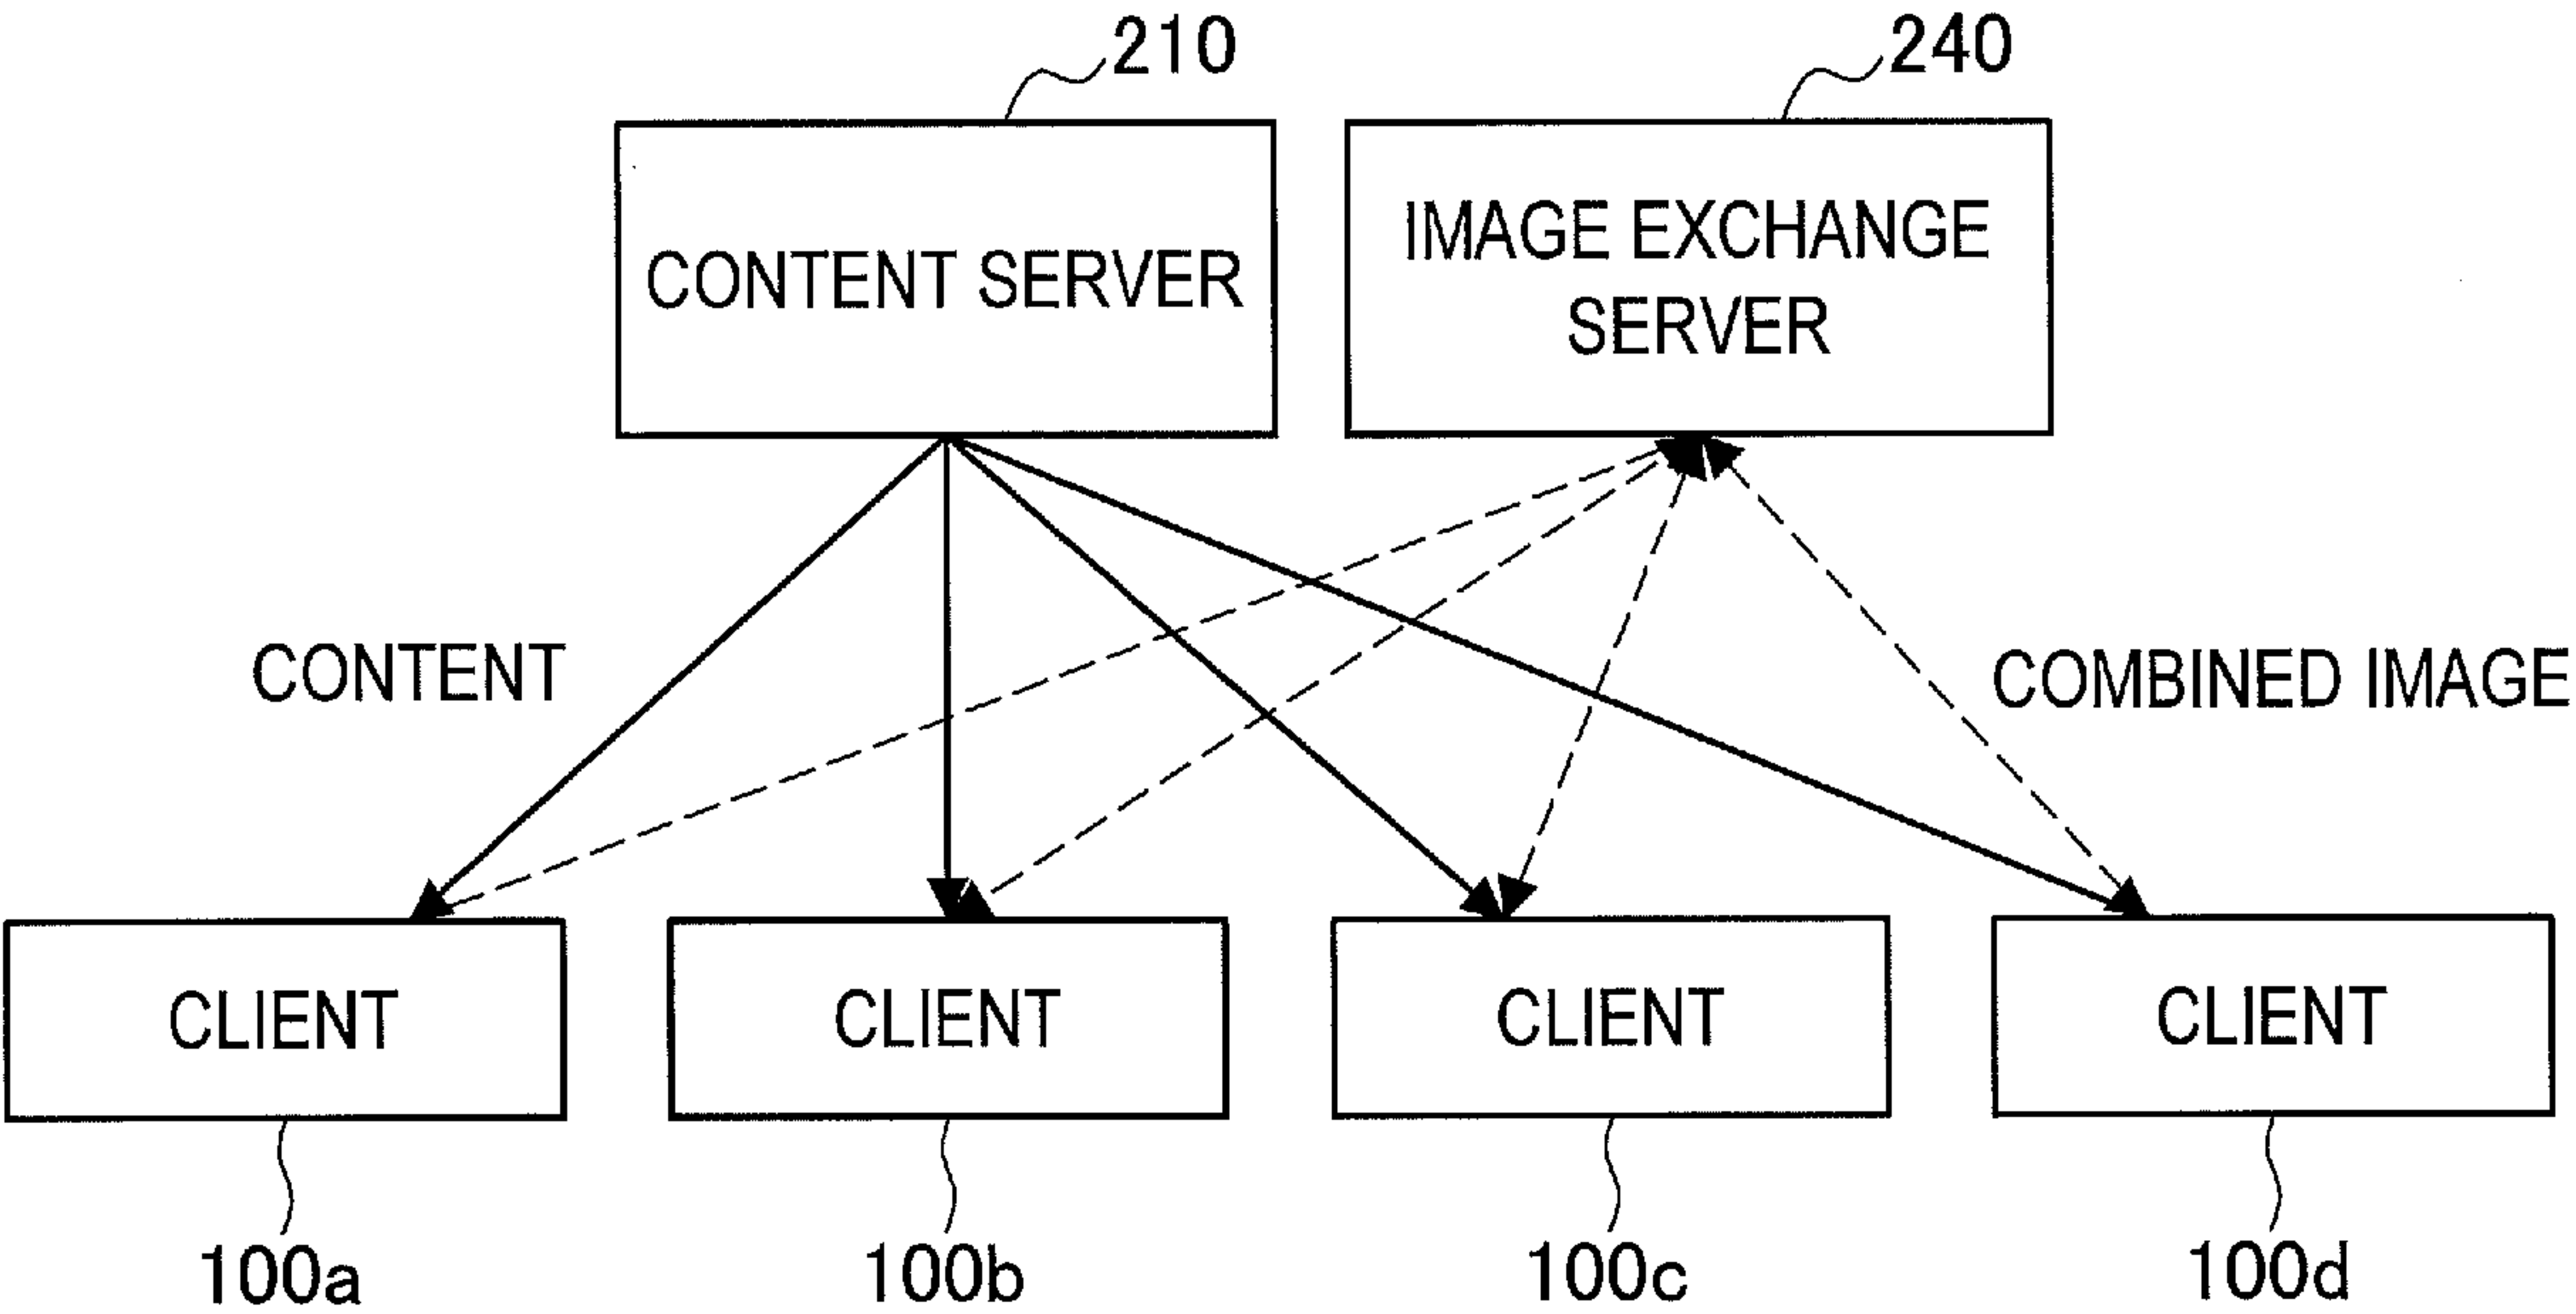 210
240
CONTENT SERVER
IMAGE EXCHANGE
SERVER
CONTENT
COMBINED IMAGE
CLIENT
CLIENT
CLIENT
CLIENT
100a
100b
100c
100d